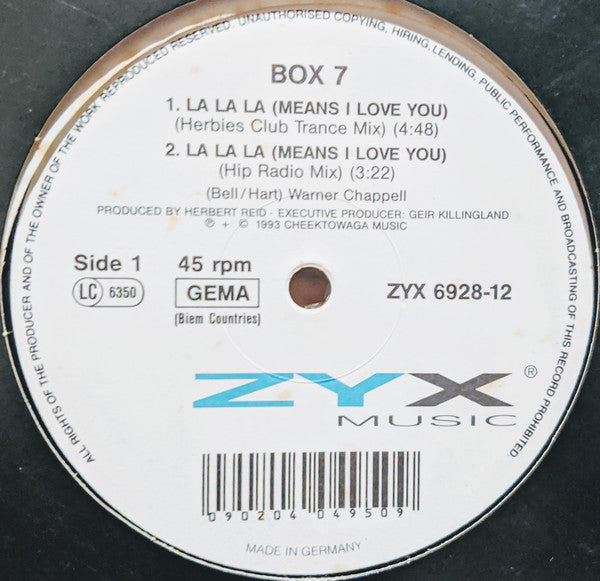 ALL RIGHTS OF THE PRODUCER AND OF THE OWNER OF THE WORK REPRODUCED RESERVED. UNAUTHORISED COPYING, HIRING, LENDING, PUBLIC PERFORMANCE AND BROADCASTING OF THIS RECORD PROHIBITED.
BOX 7
1. LA LA LA (MEANS I LOVE YOU)
(Herbies Club Trance Mix) (4:48)
2. LA LA LA (MEANS I LOVE YOU)
(Hip Radio Mix) (3:22)
(Bell/Hart) Warner Chappell
PRODUCED BY HERBERT REID · EXECUTIVE PRODUCER: GEIR KILLINGLAND
℗ + © 1993 CHEEKTOWAGA MUSIC
Side 1 45 rpm
LC 6350 GEMA ZYX 6928-12
(Biem Countries)
ZYX®
MUSIC
090204 049509
MADE IN GERMANY